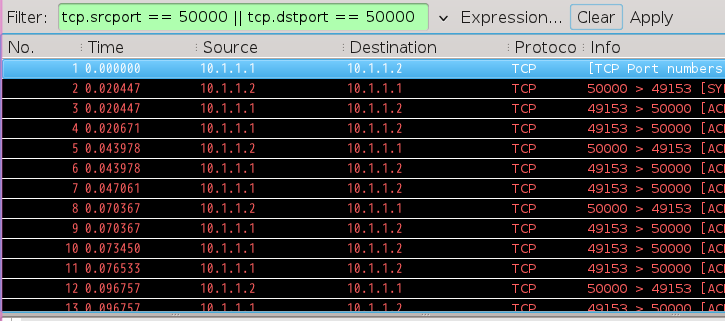 Filter: tcp.srcport == 50000 || tcp.dstport == 50000 Expression... Clear Apply
No. Time Source Destination Protoco Info
1 0.000000 10.1.1.1 10.1.1.2 TCP [TCP Port numbers
2 0.020447 10.1.1.2 10.1.1.1 TCP 50000 > 49153 [SY
3 0.020447 10.1.1.1 10.1.1.2 TCP 49153 > 50000 [AC
4 0.020671 10.1.1.1 10.1.1.2 TCP 49153 > 50000 [AC
5 0.043978 10.1.1.2 10.1.1.1 TCP 50000 > 49153 [AC
6 0.043978 10.1.1.1 10.1.1.2 TCP 49153 > 50000 [AC
7 0.047061 10.1.1.1 10.1.1.2 TCP 49153 > 50000 [AC
8 0.070367 10.1.1.2 10.1.1.1 TCP 50000 > 49153 [AC
9 0.070367 10.1.1.1 10.1.1.2 TCP 49153 > 50000 [AC
10 0.073450 10.1.1.1 10.1.1.2 TCP 49153 > 50000 [AC
11 0.076533 10.1.1.1 10.1.1.2 TCP 49153 > 50000 [AC
12 0.096757 10.1.1.2 10.1.1.1 TCP 50000 > 49153 [AC
13 0.096757 10.1.1.1 10.1.1.2 TCP 49153 > 50000 [AC